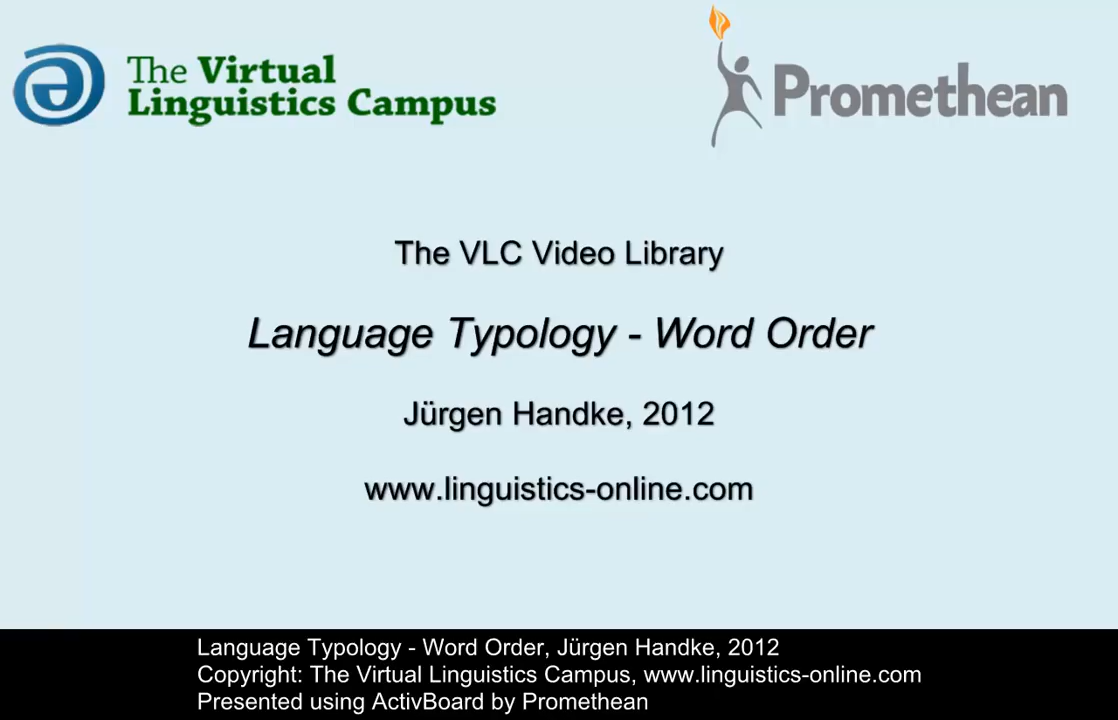 The Virtual
Linguistics Campus
Promethean
The VLC Video Library
Language Typology - Word Order
Jürgen Handke, 2012
www.linguistics-online.com
Language Typology - Word Order, Jürgen Handke, 2012
Copyright: The Virtual Linguistics Campus, www.linguistics-online.com
Presented using ActivBoard by Promethean